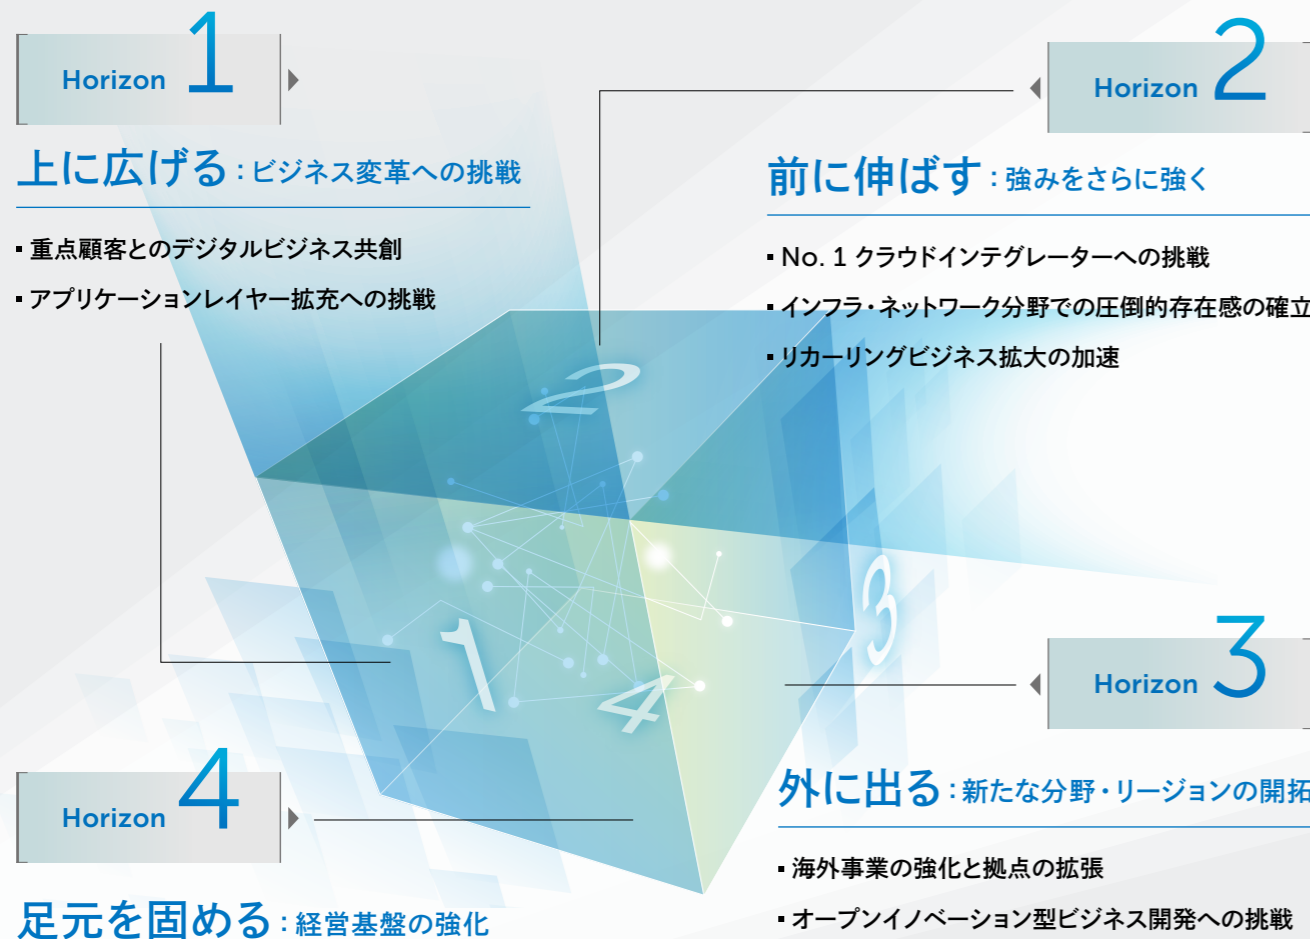 Horizon 1
上に広げる：ビジネス変革への挑戦
▪ 重点顧客とのデジタルビジネス共創
▪ アプリケーションレイヤー拡充への挑戦
Horizon 2
前に伸ばす：強みをさらに強く
▪ No. 1 クラウドインテグレーターへの挑戦
▪ インフラ・ネットワーク分野での圧倒的存在感の確立
▪ リカーリングビジネス拡大の加速
2
3
1
4
Horizon 3
外に出る：新たな分野・リージョンの開拓
▪ 海外事業の強化と拠点の拡張
▪ オープンイノベーション型ビジネス開発への挑戦
Horizon 4
足元を固める：経営基盤の強化